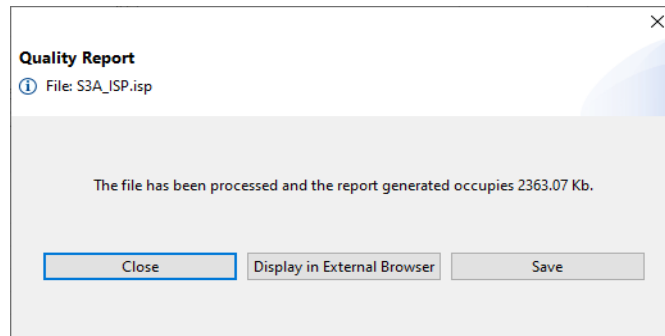 Quality Report
File: S3A_ISP.isp
The file has been processed and the report generated occupies 2363.07 Kb.
Close
Display in External Browser
Save